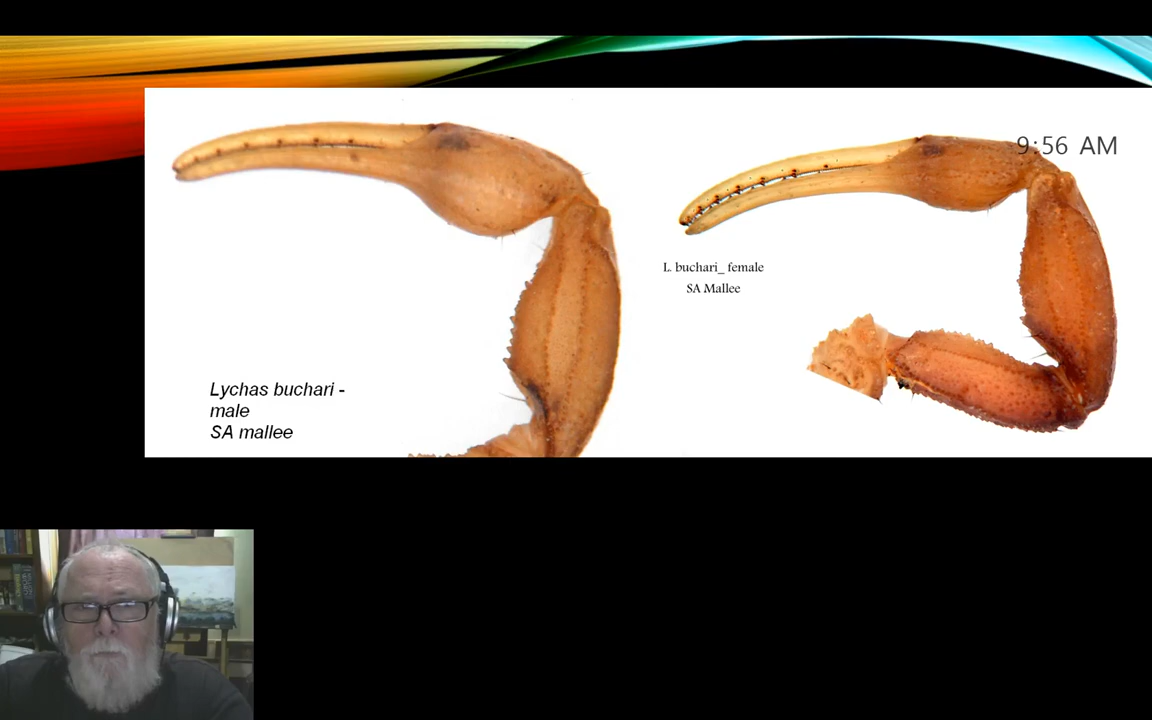 9:56 AM
L. buchari_ female
SA Mallee
Lychas buchari -
male
SA mallee